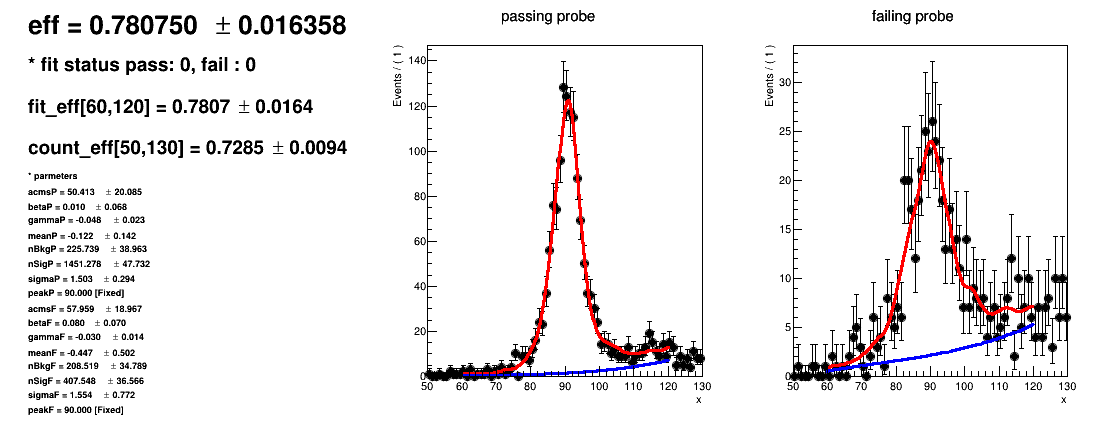 eff = 0.780750 ± 0.016358
* fit status pass: 0, fail : 0
fit_eff[60,120] = 0.7807 ± 0.0164
count_eff[50,130] = 0.7285 ± 0.0094
* parmeters
acmsP = 50.413 ± 20.085
betaP = 0.010 ± 0.068
gammaP = -0.048 ± 0.023
meanP = -0.122 ± 0.142
nBkgP = 225.739 ± 38.963
nSigP = 1451.278 ± 47.732
sigmaP = 1.503 ± 0.294
peakP = 90.000 [Fixed]
acmsF = 57.959 ± 18.967
betaF = 0.080 ± 0.070
gammaF = -0.030 ± 0.014
meanF = -0.447 ± 0.502
nBkgF = 208.519 ± 34.789
nSigF = 407.548 ± 36.566
sigmaF = 1.554 ± 0.772
peakF = 90.000 [Fixed]
passing probe
Events / ( 1 )
140
120
100
80
60
40
20
0
50 60 70 80 90 100 110 120 130
x
failing probe
Events / ( 1 )
30
25
20
15
10
5
0
50 60 70 80 90 100 110 120 130
x